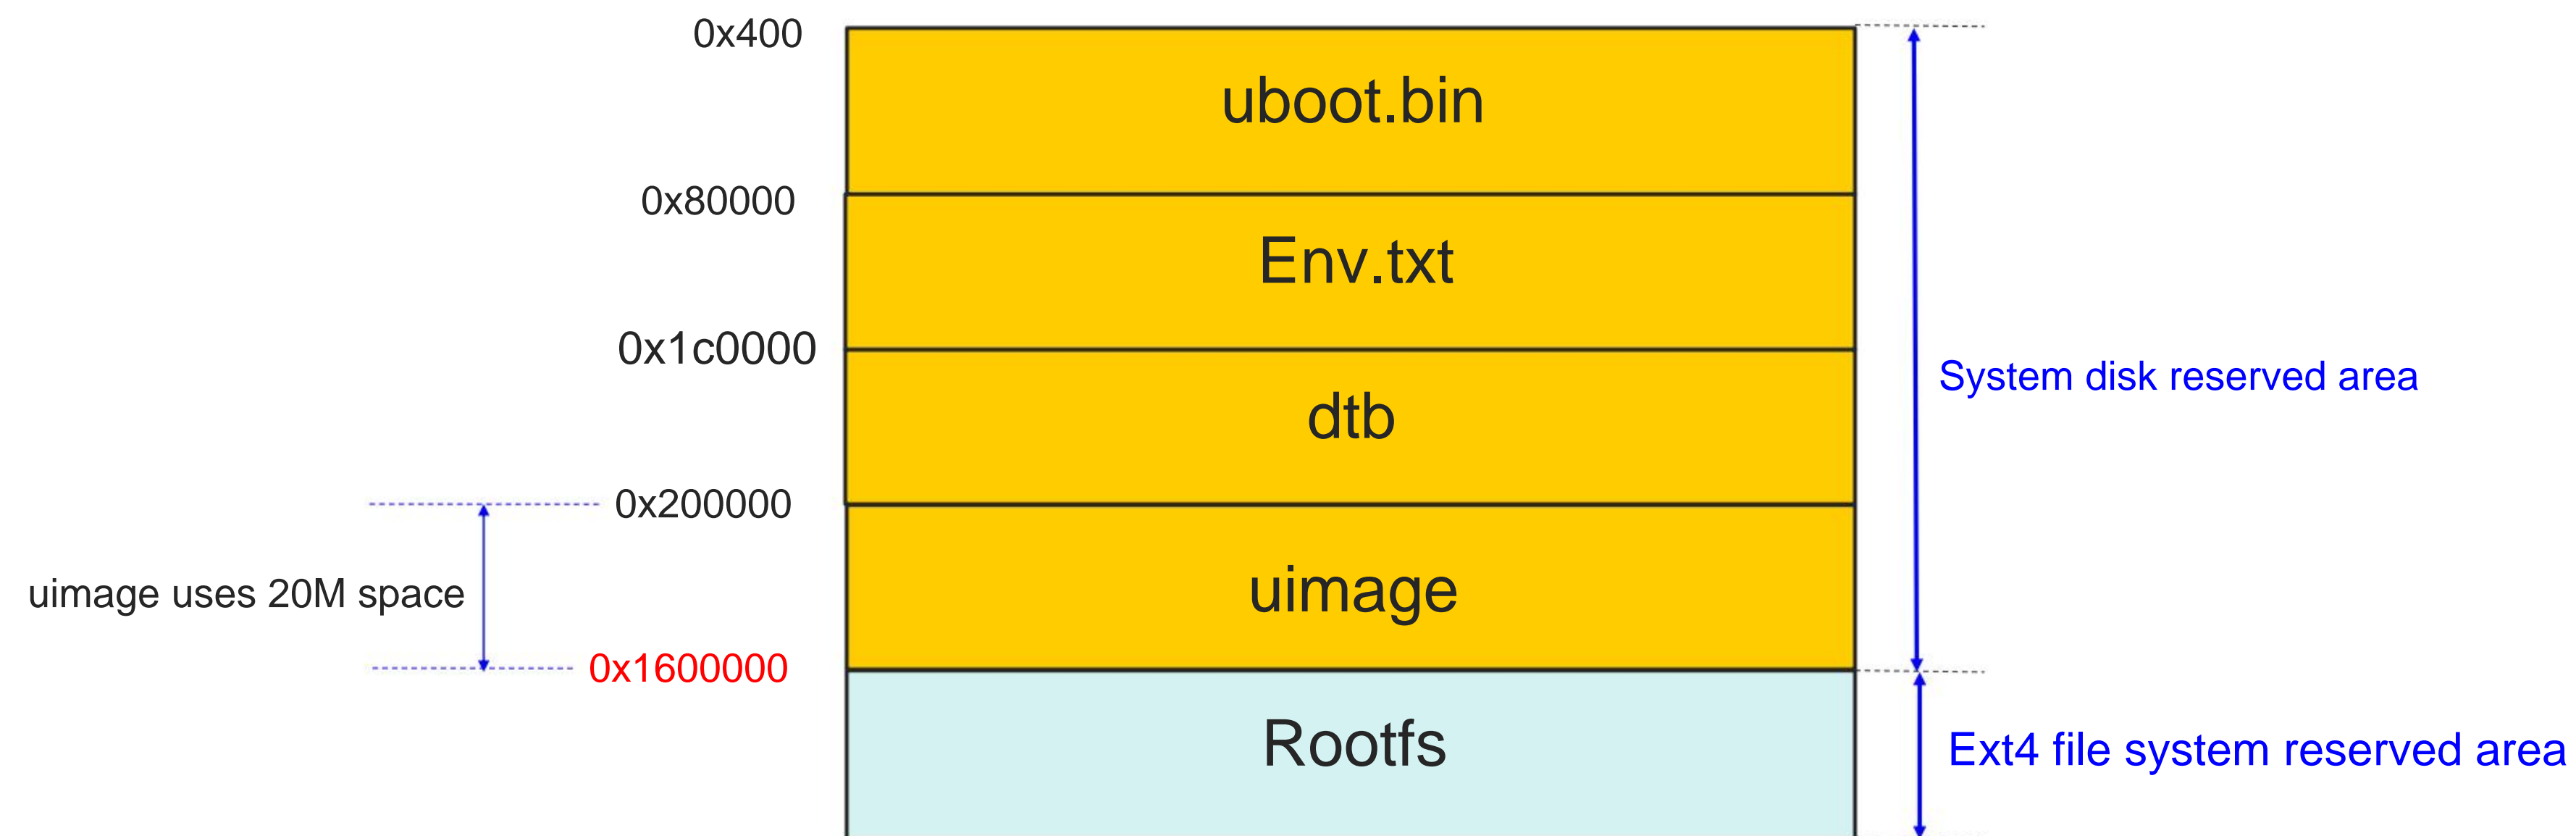 0x400
uboot.bin
0x80000
Env.txt
0x1c0000
System disk reserved area
dtb
0x200000
uimage uses 20M space
uimage
0x1600000
Rootfs
Ext4 file system reserved area